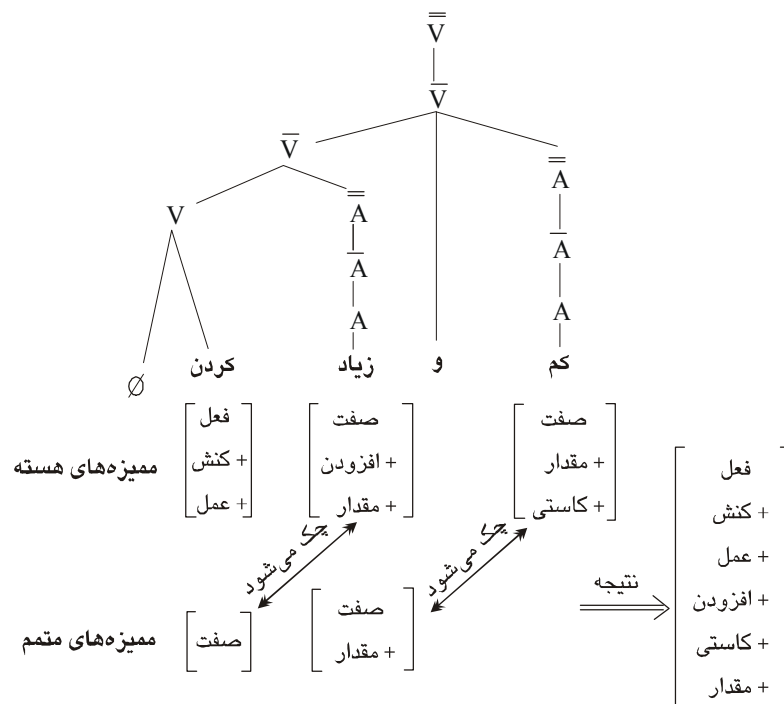 V̿
V̅
V̅
A̿
V
A̿
A̅
A̅
A
A
کم و زیاد کردن ∅
ممیزه‌های هسته
فعل
+ کنش
+ عمل
صفت
+ افزودن
+ مقدار
صفت
+ مقدار
+ کاستی
چک می‌شود
چک می‌شود
ممیزه‌های متمم
صفت
صفت
+ مقدار
نتیجه
فعل
+ کنش
+ عمل
+ افزودن
+ کاستی
+ مقدار